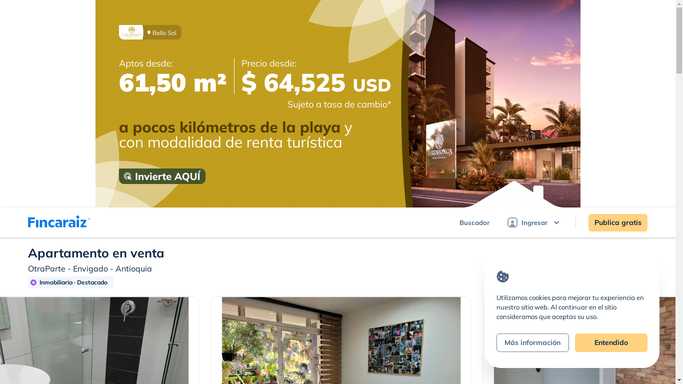 Bello Sol
Aptos desde:
61,50 m²
Precio desde:
$ 64,525 USD
Sujeto a tasa de cambio*
a pocos kilómetros de la playa y
con modalidad de renta turística
Invierte AQUÍ
Fincaraiz
Buscador
Ingresar
Publica gratis
Apartamento en venta
OtraParte - Envigado - Antioquia
Inmobiliaria · Destacado
Utilizamos cookies para mejorar tu experiencia en
nuestro sitio web. Al continuar en el sitio
consideramos que aceptas su uso.
Más información
Entendido